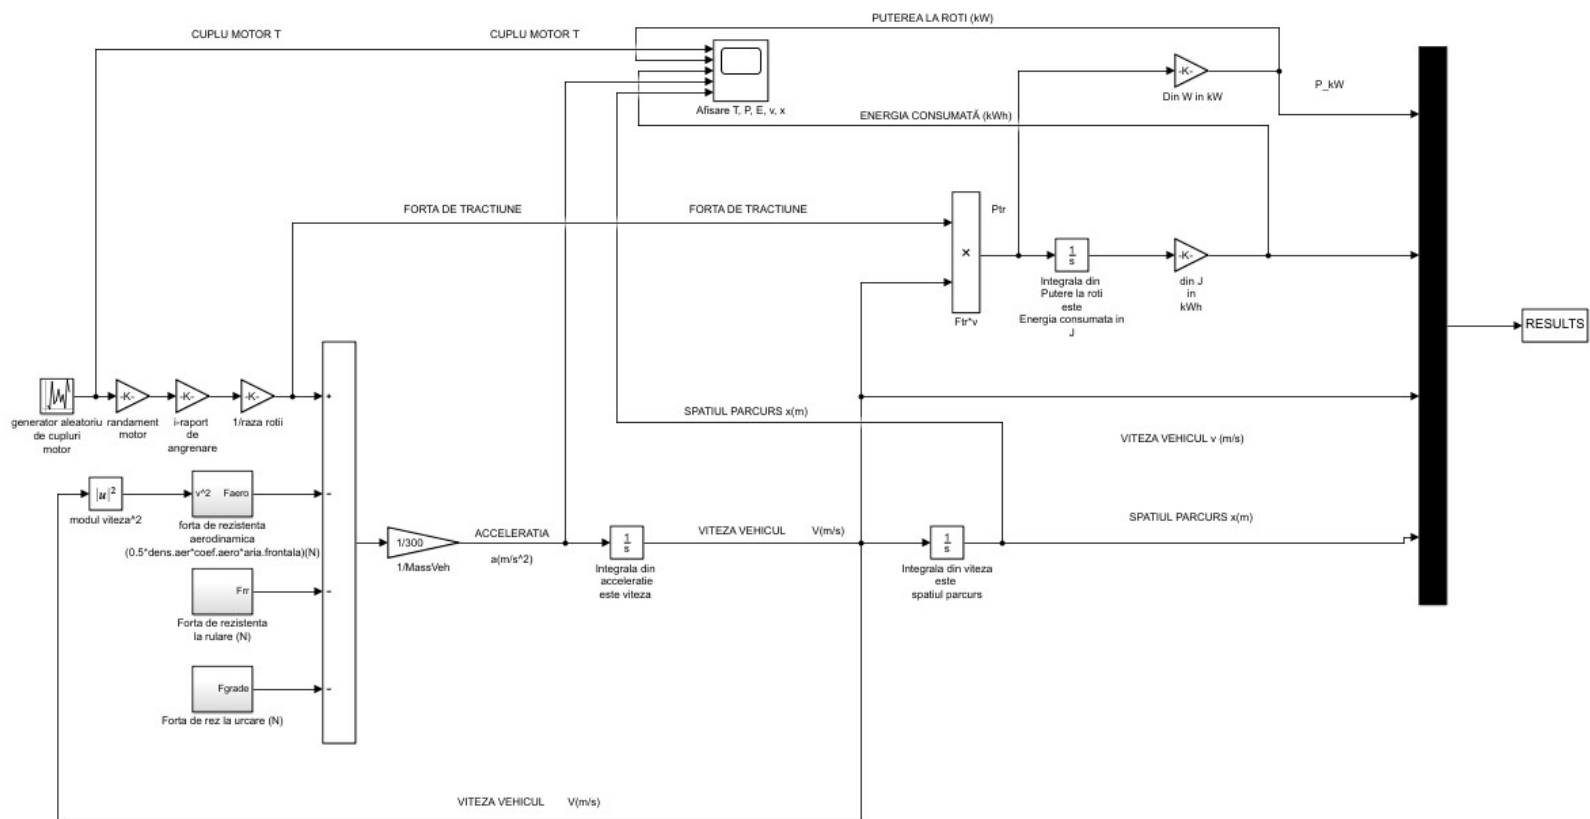 PUTEREA LA ROTI (kW)
CUPLU MOTOR T
CUPLU MOTOR T
-K-
Din W in kW
P_kW
Afisare T, P, E, v, x
ENERGIA CONSUMATĂ (kWh)
FORTA DE TRACTIUNE
FORTA DE TRACTIUNE
Ptr
×
Ftr*v
1
s
Integrala din
Putere la roti
este
Energia consumata in
J
-K-
din J
in
kWh
RESULTS
generator aleatoriu
de cupluri
motor
-K-
randament
motor
-K-
i-raport
de
angrenare
-K-
1/raza rotii
+
-
-
-
SPATIUL PARCURS x(m)
VITEZA VEHICUL v (m/s)
|u|²
modul viteza^2
v^2
Faero
forta de rezistenta
aerodinamica
(0.5*dens.aer*coef.aero*aria.frontala)(N)
Frr
Forta de rezistenta
la rulare (N)
Fgrade
Forta de rez la urcare (N)
1/300
1/MassVeh
ACCELERATIA
a(m/s^2)
1
s
Integrala din
acceleratie
este viteza
VITEZA VEHICUL V(m/s)
1
s
Integrala din viteza
este
spatiul parcurs
SPATIUL PARCURS x(m)
VITEZA VEHICUL V(m/s)